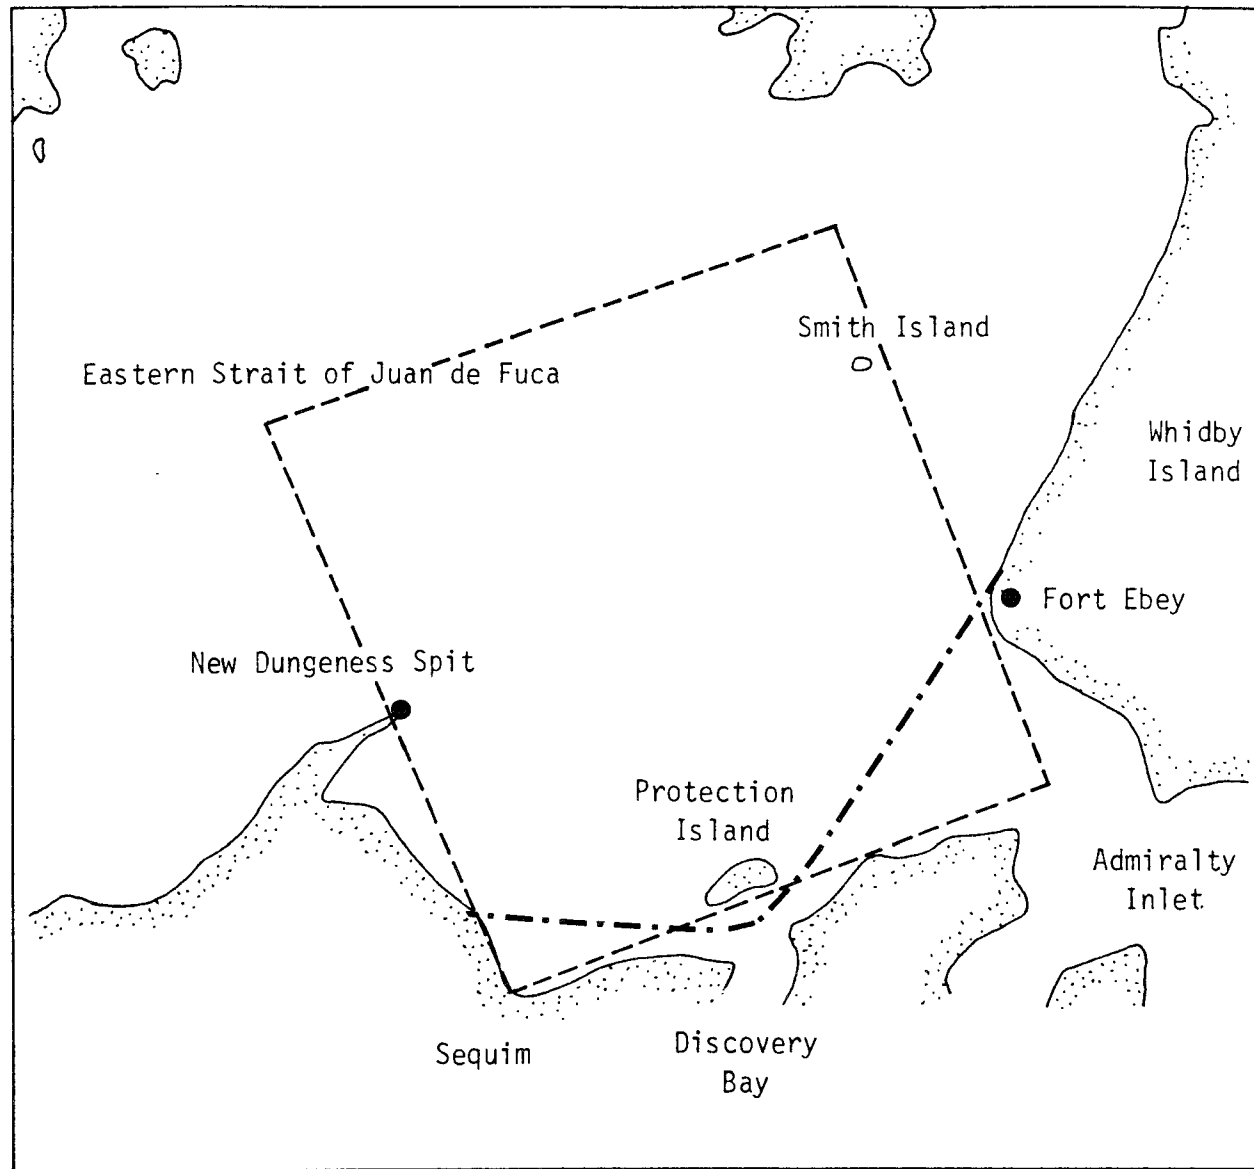 Smith Island
Eastern Strait of Juan de Fuca
Whidby
Island
Fort Ebey
New Dungeness Spit
Protection
Island
Admiralty
Inlet
Sequim
Discovery
Bay